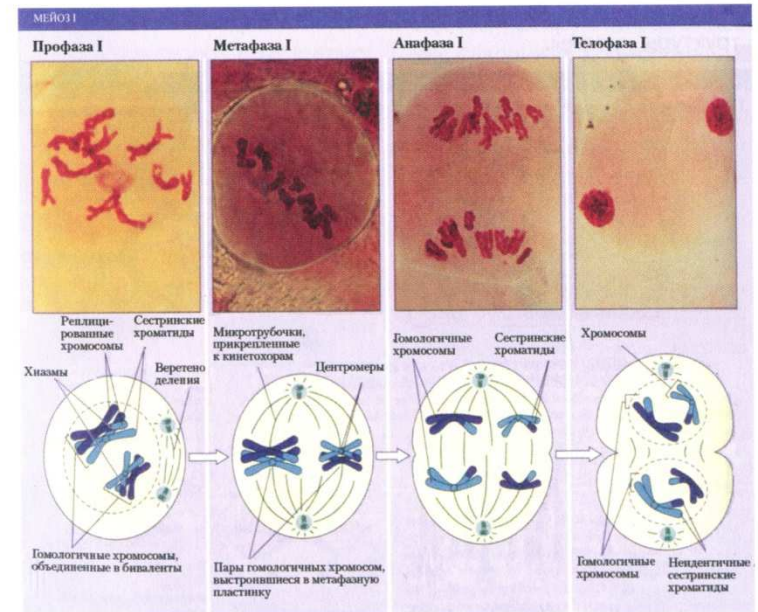 МЕЙОЗ I
Профаза I
Метафаза I
Анафаза I
Телофаза I
Реплици-
рованные
хромосомы
Сестринские
хроматиды
Хиазмы
Веретено
деления
Гомологичные хромосомы,
объединенные в биваленты
Микротрубочки,
прикрепленные
к кинетохорам
Центромеры
Пары гомологичных хромосом,
выстроившиеся в метафазную
пластинку
Гомологичные
хромосомы
Сестринские
хроматиды
Хромосомы
Гомологичные
хромосомы
Неидентичные
сестринские
хроматиды